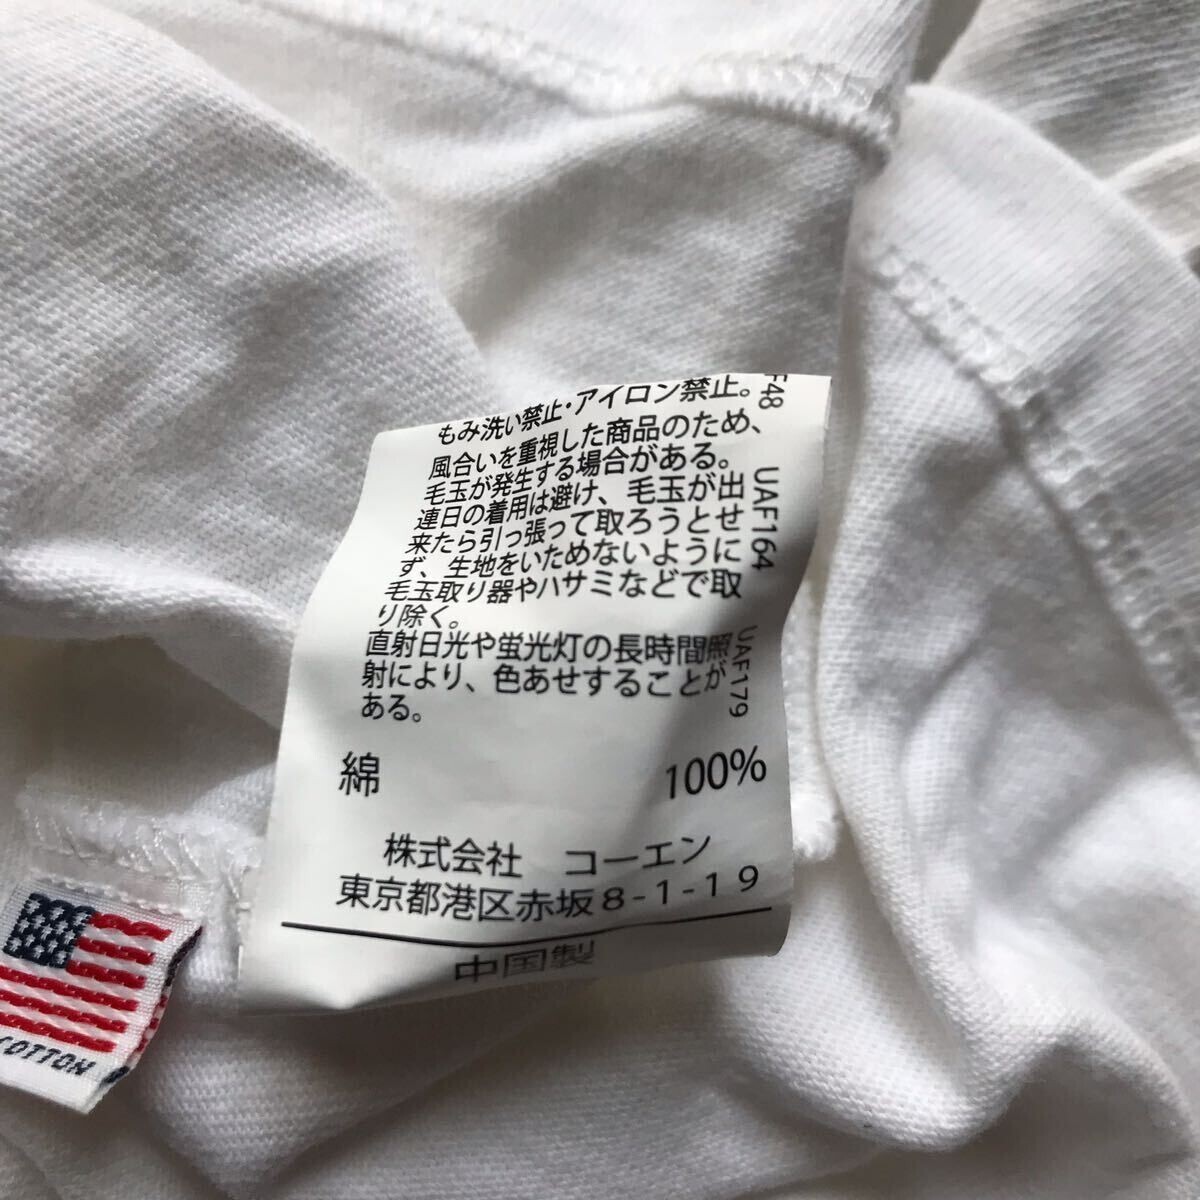 もみ洗い禁止・アイロン禁止。
風合いを重視した商品のため、
毛玉が発生する場合がある。
連日の着用は避け、毛玉が出
来たら引っ張って取ろうとせ
ず、生地をいためないように
毛玉取り器やハサミなどで取
り除く。
直射日光や蛍光灯の長時間照
射により、色あせすることが
ある。
F48
UAF164
UAF179
綿 100%
株式会社 コーエン
東京都港区赤坂8-1-19
中国製
COTTON